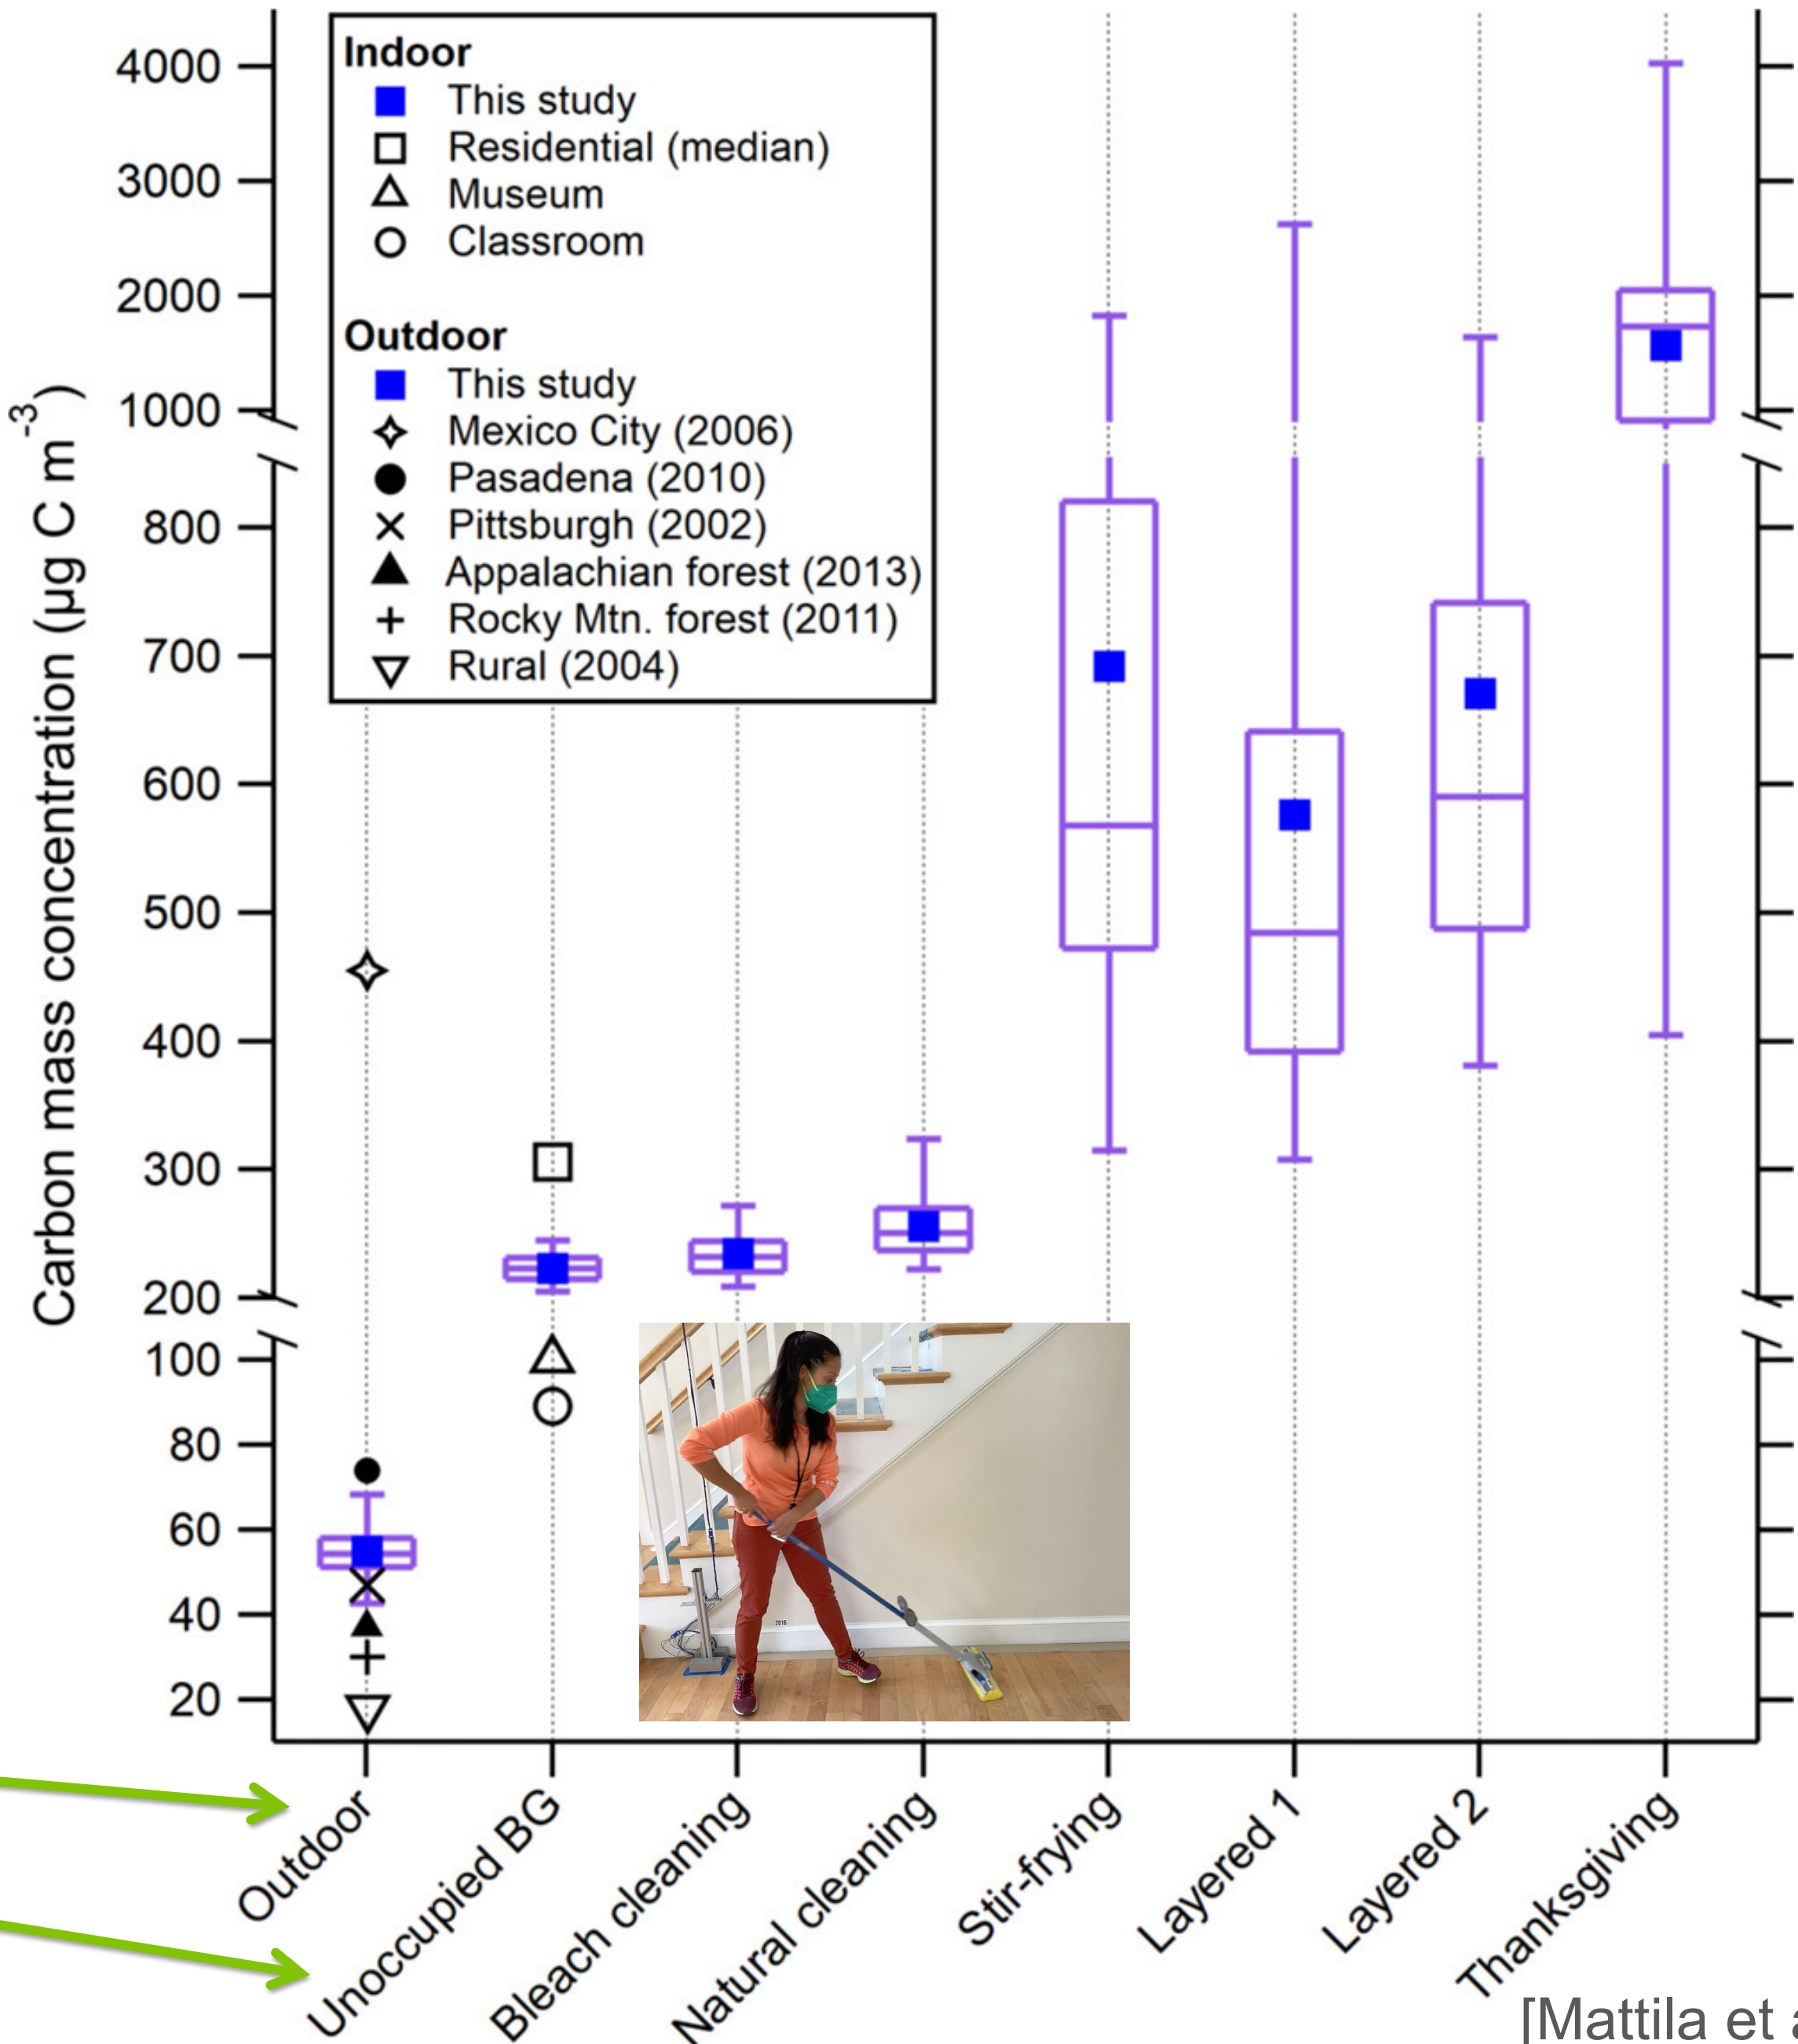 Carbon mass concentration (µg C m⁻³)
4000
3000
2000
1000
800
700
600
500
400
300
200
100
80
60
40
20
Indoor
This study
Residential (median)
Museum
Classroom
Outdoor
This study
Mexico City (2006)
Pasadena (2010)
Pittsburgh (2002)
Appalachian forest (2013)
Rocky Mtn. forest (2011)
Rural (2004)
2016
Outdoor
Unoccupied BG
Bleach cleaning
Natural cleaning
Stir-frying
Layered 1
Layered 2
Thanksgiving
[Mattila et a